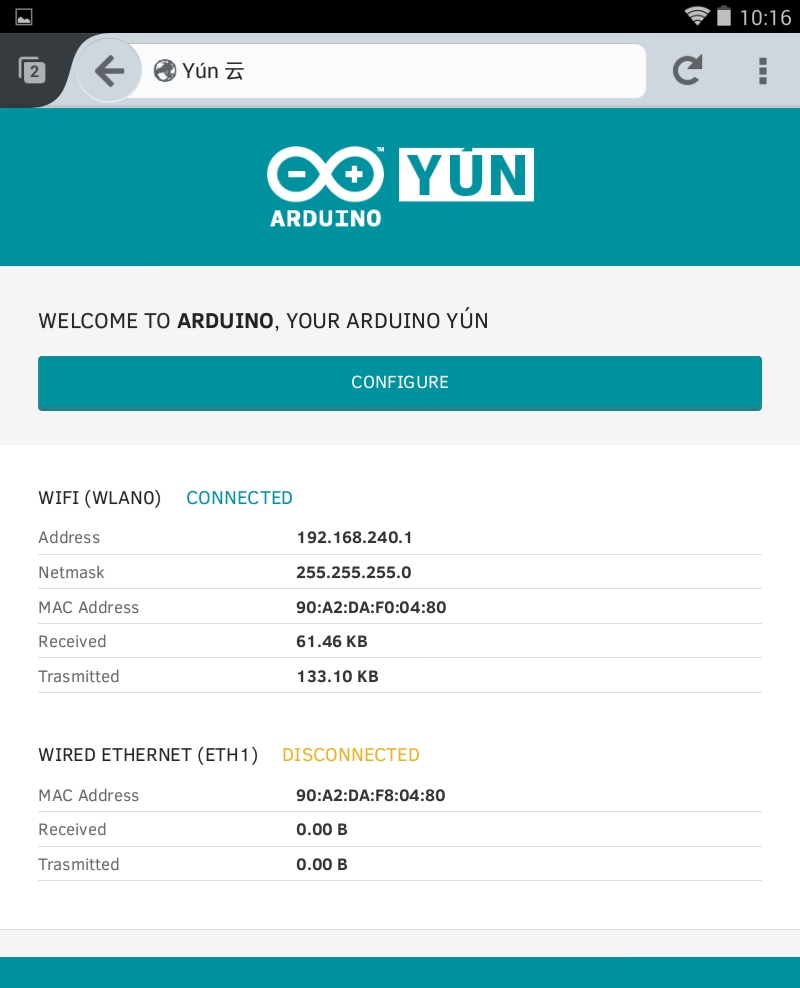 10:16
2
Yún 云
™
YÚN
ARDUINO
WELCOME TO ARDUINO, YOUR ARDUINO YÚN
CONFIGURE
WIFI (WLAN0) CONNECTED
Address 192.168.240.1
Netmask 255.255.255.0
MAC Address 90:A2:DA:F0:04:80
Received 61.46 KB
Trasmitted 133.10 KB
WIRED ETHERNET (ETH1) DISCONNECTED
MAC Address 90:A2:DA:F8:04:80
Received 0.00 B
Trasmitted 0.00 B